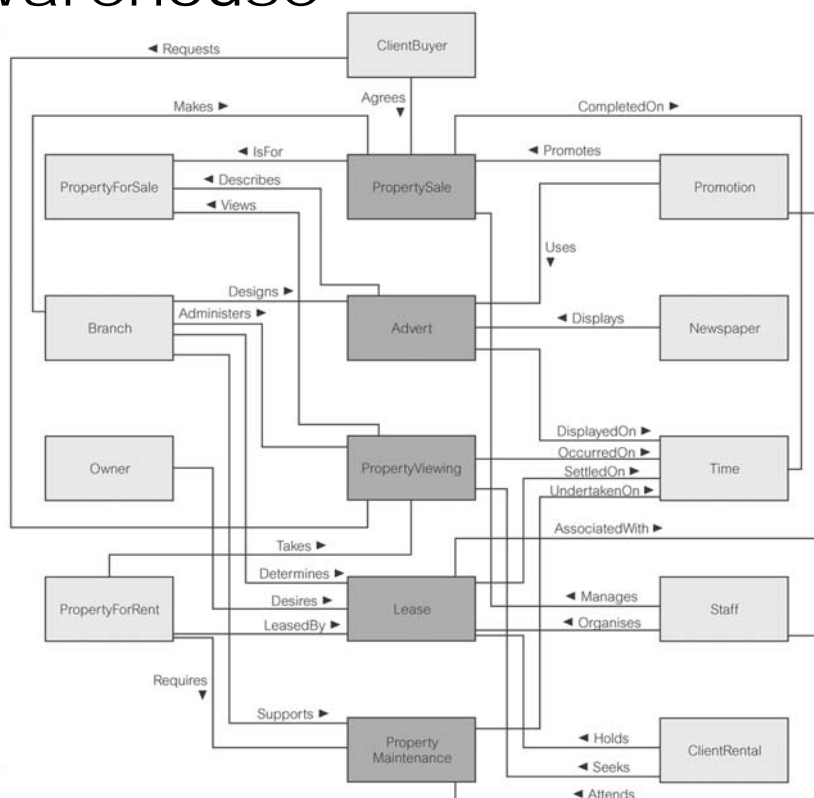 warehouse
ClientBuyer
◄ Requests
Agrees
▼
Makes ►
CompletedOn ►
◄ IsFor
◄ Promotes
PropertyForSale
◄ Describes
PropertySale
Promotion
◄ Views
Uses
▼
Designs ►
Administers ►
Branch
Advert
◄ Displays
Newspaper
DisplayedOn ►
OccurredOn ►
Owner
PropertyViewing
SettledOn ►
Time
UndertakenOn ►
AssociatedWith ►
Takes ►
Determines ►
PropertyForRent
Desires ►
Lease
◄ Manages
Staff
LeasedBy ►
◄ Organises
Requires
▼
Supports ►
Property
Maintenance
◄ Holds
ClientRental
◄ Seeks
◄ Attends